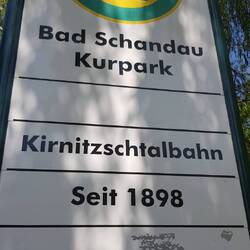 Bad Schandau
Kurpark
Kirnitzschtalbahn
Seit 1898